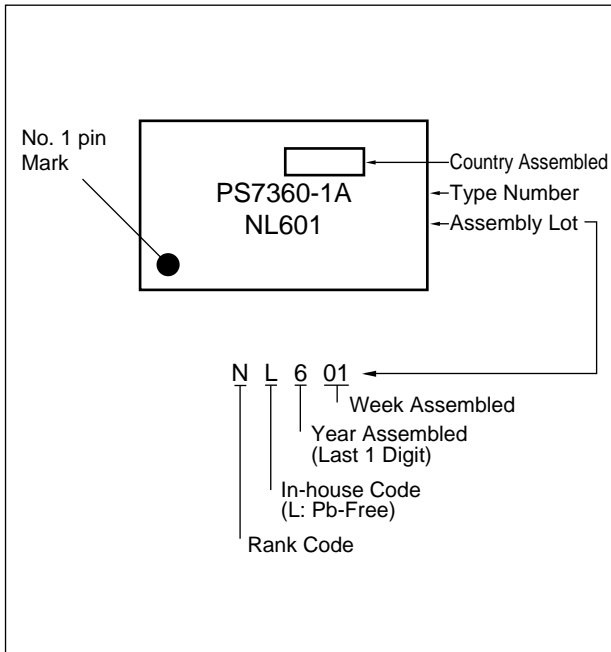 No. 1 pin
Mark
Country Assembled
PS7360-1A
Type Number
NL601
Assembly Lot
N L 6 01
Week Assembled
Year Assembled
(Last 1 Digit)
In-house Code
(L: Pb-Free)
Rank Code